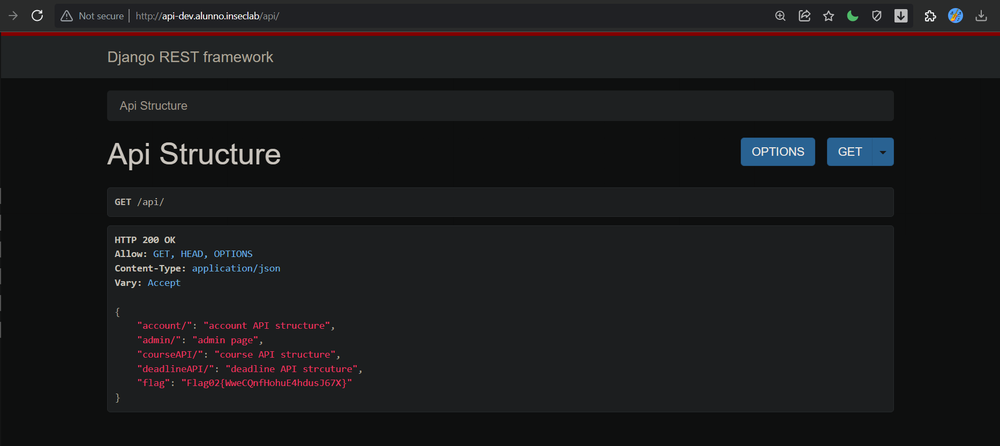 Not secure http://api-dev.alunno.inseclab/api/
Django REST framework
Api Structure
Api Structure
OPTIONS
GET
GET /api/
HTTP 200 OK
Allow: GET, HEAD, OPTIONS
Content-Type: application/json
Vary: Accept
{
"account/": "account API structure",
"admin/": "admin page",
"courseAPI/": "course API structure",
"deadlineAPI/": "deadline API strcuture",
"flag": "Flag02{WweCQnfHohuE4hdusJ67X}"
}